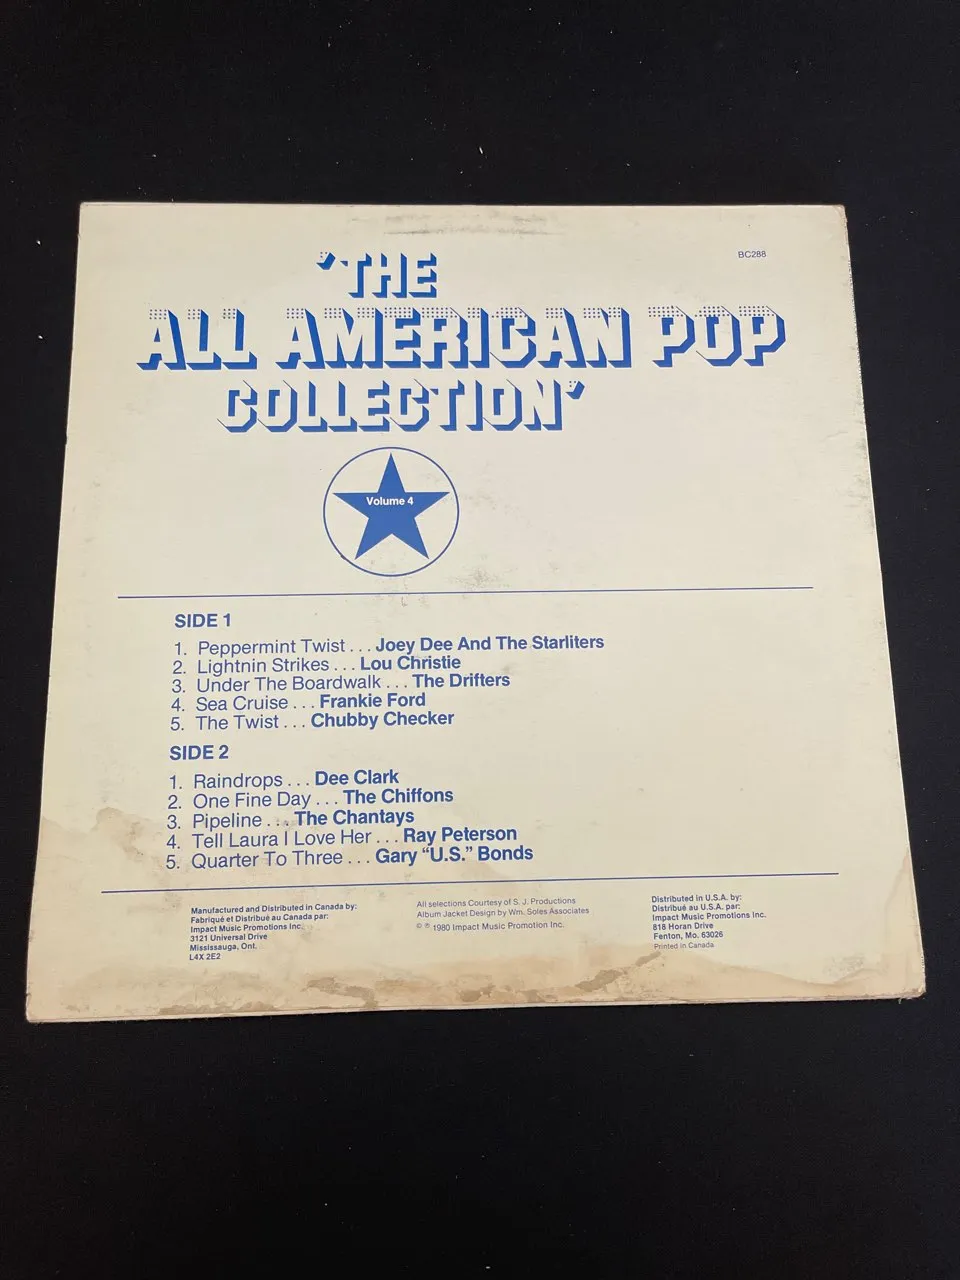 BC288
'THE
ALL AMERICAN POP
COLLECTION'
Volume 4
SIDE 1
1. Peppermint Twist . . . Joey Dee And The Starliters
2. Lightnin Strikes . . . Lou Christie
3. Under The Boardwalk . . . The Drifters
4. Sea Cruise . . . Frankie Ford
5. The Twist . . . Chubby Checker
SIDE 2
1. Raindrops . . . Dee Clark
2. One Fine Day . . . The Chiffons
3. Pipeline . . . The Chantays
4. Tell Laura I Love Her . . . Ray Peterson
5. Quarter To Three . . . Gary “U.S.” Bonds
Manufactured and Distributed in Canada by:
Fabriqué et Distribué au Canada par:
Impact Music Promotions Inc.
3121 Universal Drive
Mississauga, Ont.
L4X 2E2
All selections Courtesy of S. J. Productions
Album Jacket Design by Wm. Soles Associates
© ℗ 1980 Impact Music Promotion Inc.
Distributed in U.S.A. by:
Distribué au U.S.A. par:
Impact Music Promotions Inc.
818 Horan Drive
Fenton, Mo. 63026
Printed in Canada